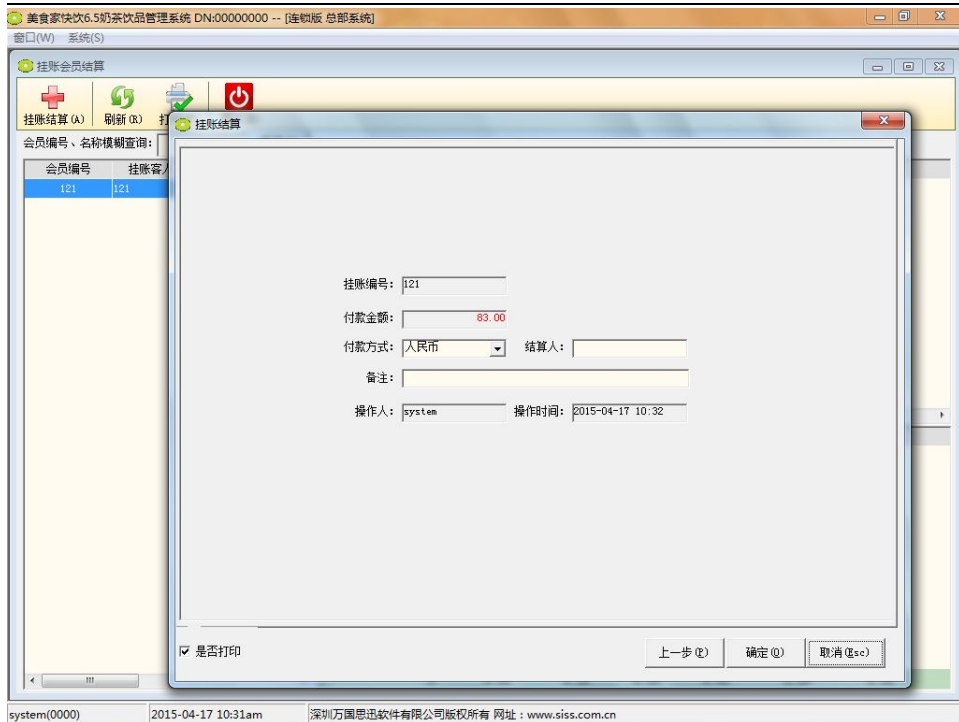 美食家快饮6.5奶茶饮品管理系统 DN:00000000 -- [连锁版 总部系统]
窗口(W) 系统(S)
挂账会员结算
挂账结算(A) 刷新(R)
挂账结算
会员编号、名称模糊查询:
会员编号 挂账客
121 121
挂账编号: 121
付款金额: 83.00
付款方式: 人民币 结算人:
备注:
操作人: system 操作时间: 2015-04-17 10:32
是否打印 上一步(P) 确定(O) 取消(Esc)
system(0000) 2015-04-17 10:31am 深圳万国思迅软件有限公司版权所有 网址：www.siss.com.cn